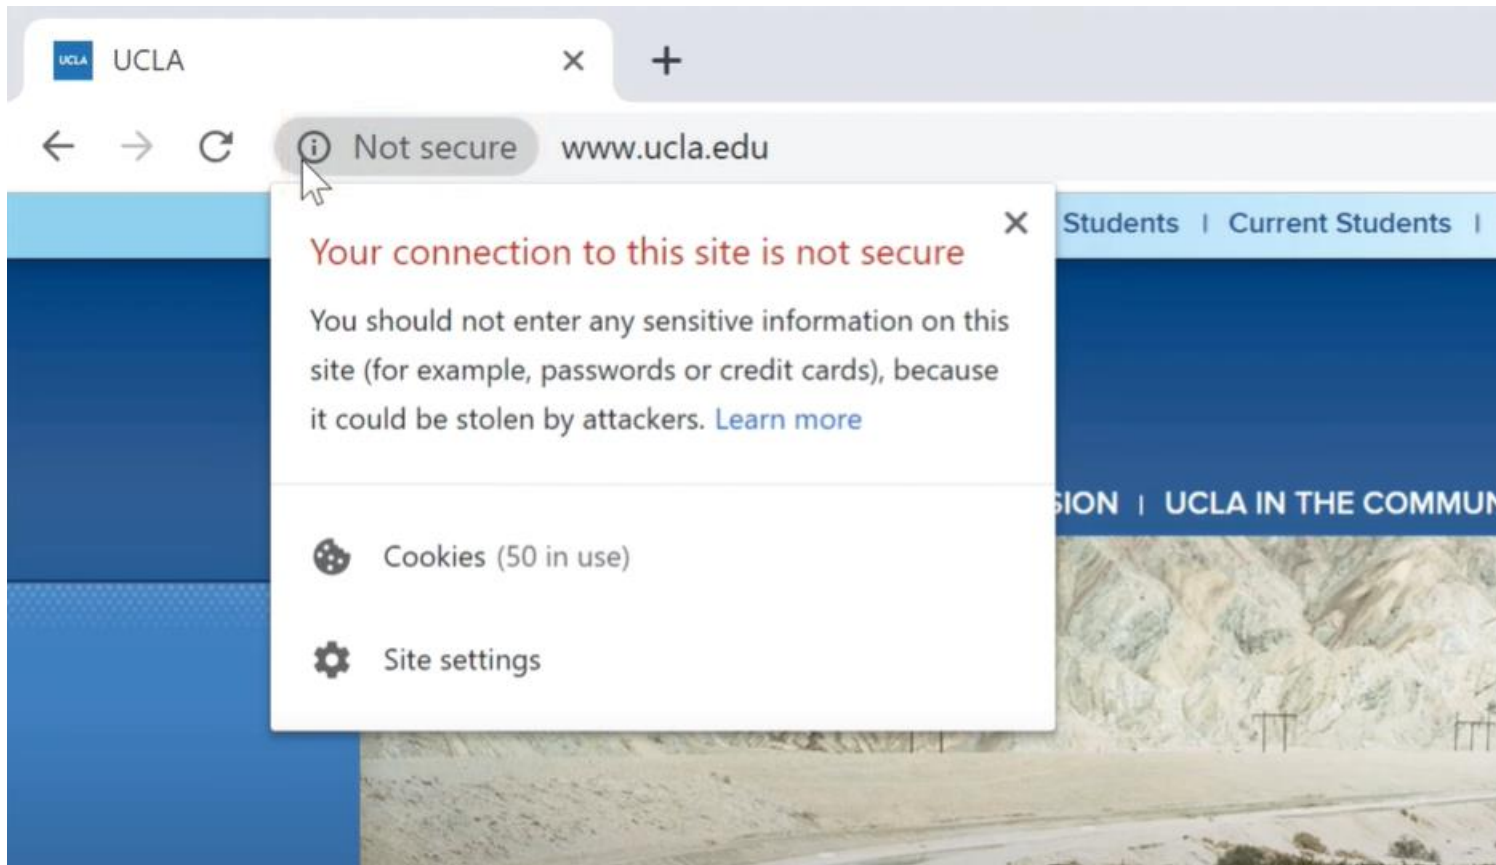 UCLA UCLA
Not secure www.ucla.edu
Students | Current Students |
Your connection to this site is not secure
You should not enter any sensitive information on this
site (for example, passwords or credit cards), because
it could be stolen by attackers. Learn more
| UCLA IN THE
Cookies (50 in use)
Site settings